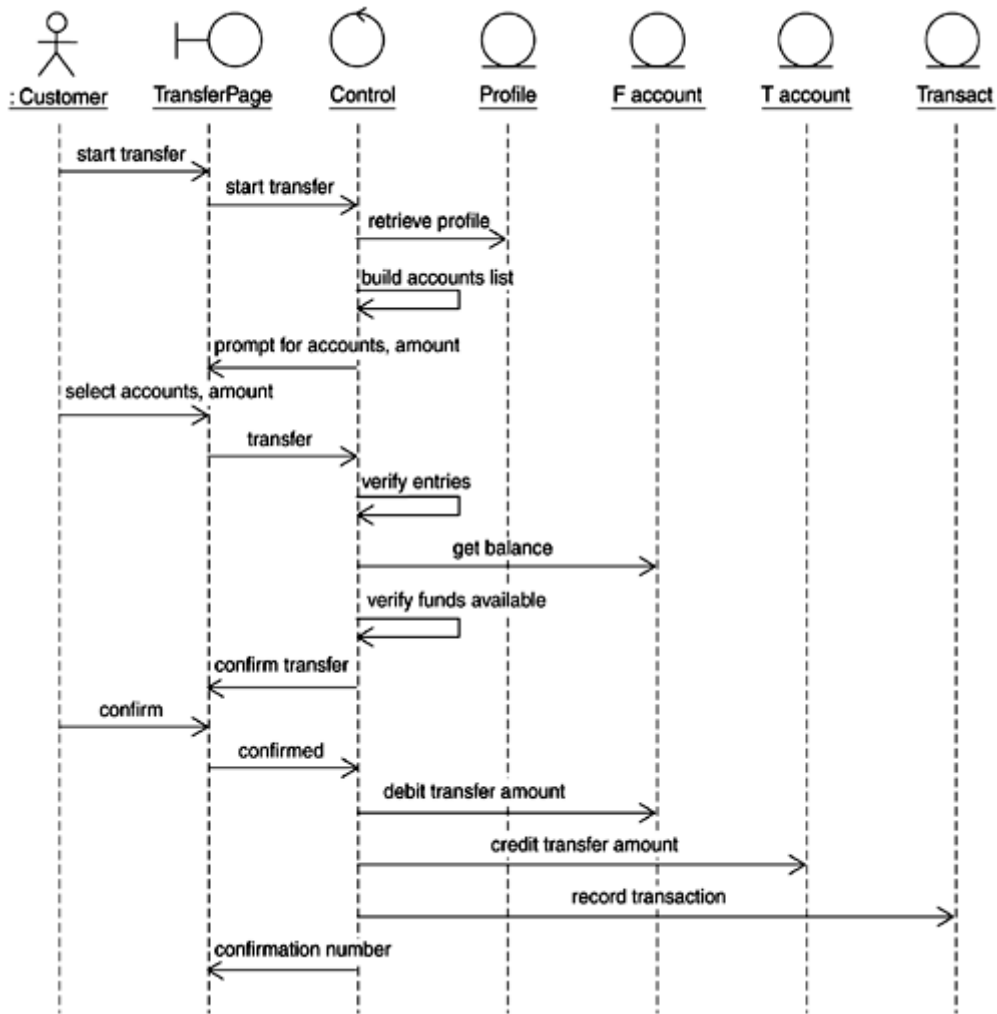 : Customer
TransferPage
Control
Profile
F account
T account
Transact
start transfer
start transfer
retrieve profile
build accounts list
prompt for accounts, amount
select accounts, amount
transfer
verify entries
get balance
verify funds available
confirm transfer
confirm
confirmed
debit transfer amount
credit transfer amount
record transaction
confirmation number